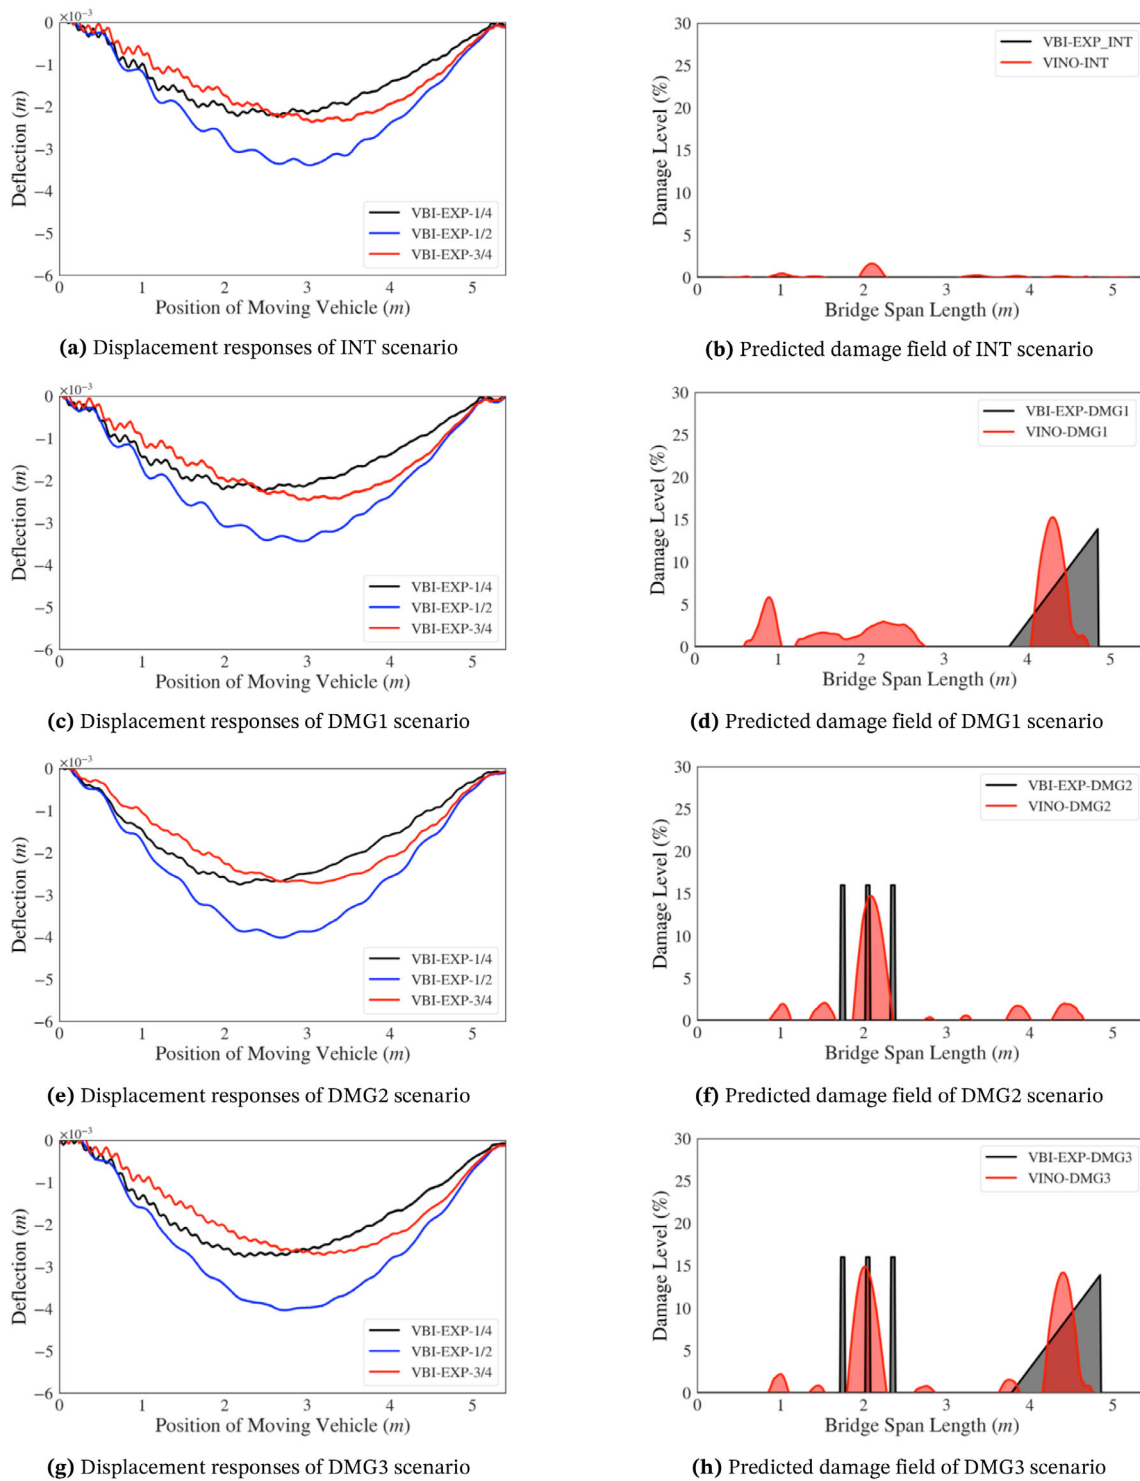 ×10⁻³
0
−1
−2
−3
−4
−5
−6
Deflection (m)
VBI-EXP-1/4
VBI-EXP-1/2
VBI-EXP-3/4
0 1 2 3 4 5
Position of Moving Vehicle (m)
(a) Displacement responses of INT scenario
30
25
20
15
10
5
0
Damage Level (%)
VBI-EXP_INT
VINO-INT
0 1 2 3 4 5
Bridge Span Length (m)
(b) Predicted damage field of INT scenario
×10⁻³
0
−1
−2
−3
−4
−5
−6
Deflection (m)
VBI-EXP-1/4
VBI-EXP-1/2
VBI-EXP-3/4
0 1 2 3 4 5
Position of Moving Vehicle (m)
(c) Displacement responses of DMG1 scenario
30
25
20
15
10
5
0
Damage Level (%)
VBI-EXP-DMG1
VINO-DMG1
0 1 2 3 4 5
Bridge Span Length (m)
(d) Predicted damage field of DMG1 scenario
×10⁻³
0
−1
−2
−3
−4
−5
−6
Deflection (m)
VBI-EXP-1/4
VBI-EXP-1/2
VBI-EXP-3/4
0 1 2 3 4 5
Position of Moving Vehicle (m)
(e) Displacement responses of DMG2 scenario
30
25
20
15
10
5
0
Damage Level (%)
VBI-EXP-DMG2
VINO-DMG2
0 1 2 3 4 5
Bridge Span Length (m)
(f) Predicted damage field of DMG2 scenario
×10⁻³
0
−1
−2
−3
−4
−5
−6
Deflection (m)
VBI-EXP-1/4
VBI-EXP-1/2
VBI-EXP-3/4
0 1 2 3 4 5
Position of Moving Vehicle (m)
(g) Displacement responses of DMG3 scenario
30
25
20
15
10
5
0
Damage Level (%)
VBI-EXP-DMG3
VINO-DMG3
0 1 2 3 4 5
Bridge Span Length (m)
(h) Predicted damage field of DMG3 scenario